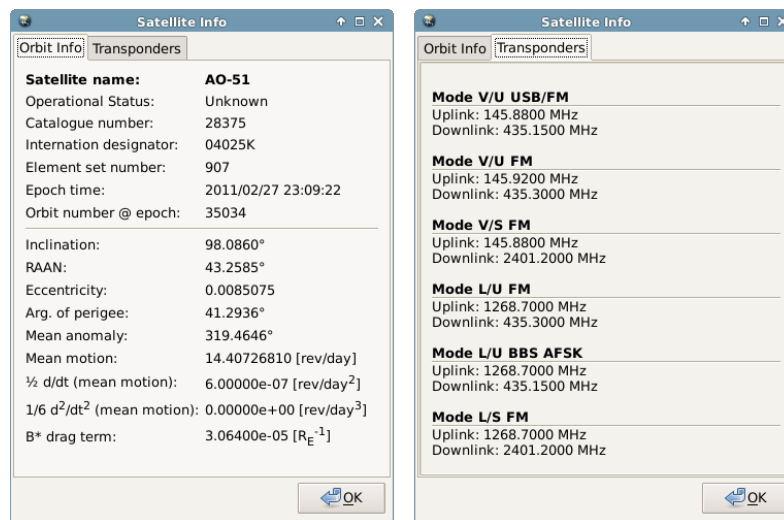 Satellite Info
Orbit Info Transponders
Satellite name: AO-51
Operational Status: Unknown
Catalogue number: 28375
Internation designator: 04025K
Element set number: 907
Epoch time: 2011/02/27 23:09:22
Orbit number @ epoch: 35034
Inclination: 98.0860°
RAAN: 43.2585°
Eccentricity: 0.0085075
Arg. of perigee: 41.2936°
Mean anomaly: 319.4646°
Mean motion: 14.40726810 [rev/day]
½ d/dt (mean motion): 6.00000e-07 [rev/day²]
1/6 d²/dt² (mean motion): 0.00000e+00 [rev/day³]
B* drag term: 3.06400e-05 [R_E⁻¹]
OK
Satellite Info
Orbit Info Transponders
Mode V/U USB/FM
Uplink: 145.8800 MHz
Downlink: 435.1500 MHz
Mode V/U FM
Uplink: 145.9200 MHz
Downlink: 435.3000 MHz
Mode V/S FM
Uplink: 145.8800 MHz
Downlink: 2401.2000 MHz
Mode L/U FM
Uplink: 1268.7000 MHz
Downlink: 435.3000 MHz
Mode L/U BBS AFSK
Uplink: 1268.7000 MHz
Downlink: 435.1500 MHz
Mode L/S FM
Uplink: 1268.7000 MHz
Downlink: 2401.2000 MHz
OK